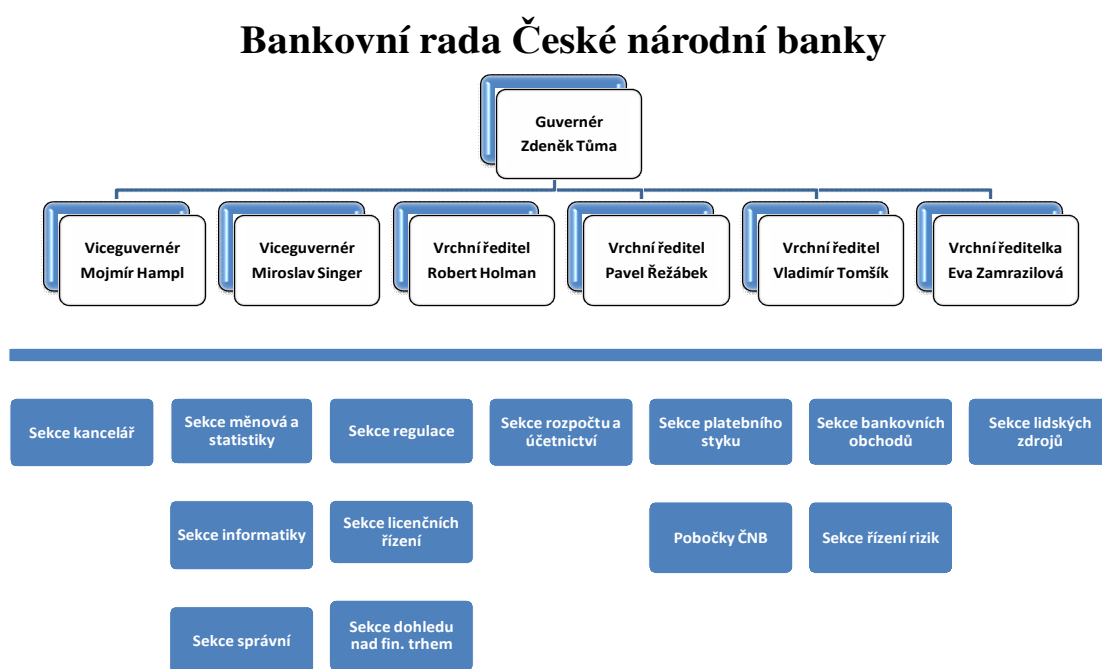 Bankovní rada České národní banky
Guvernér
Zdeněk Tůma
Viceguvernér
Mojmír Hampl
Viceguvernér
Miroslav Singer
Vrchní ředitel
Robert Holman
Vrchní ředitel
Pavel Řežábek
Vrchní ředitel
Vladimír Tomšík
Vrchní ředitelka
Eva Zamrazilová
Sekce kancelář
Sekce měnová a
statistiky
Sekce regulace
Sekce rozpočtu a
účetnictví
Sekce platebního
styku
Sekce bankovních
obchodů
Sekce lidských
zdrojů
Sekce informatiky
Sekce licenčních
řízení
Pobočky ČNB
Sekce řízení rizik
Sekce správní
Sekce dohledu
nad fin. trhem